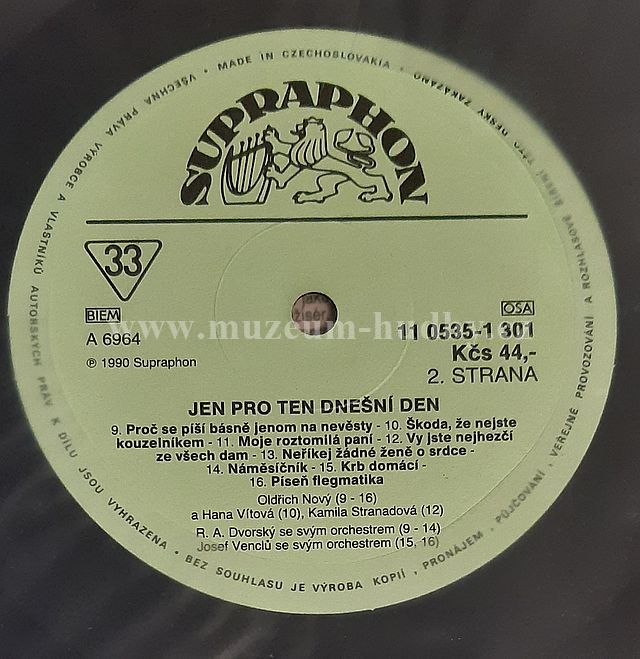 • MADE IN CZECHOSLOVAKIA •
VŠECHNA PRÁVA VÝROBCE A VLASTNÍKŮ AUTORSKÝCH PRÁV K DÍLU JSOU VYHRAZENA • BEZ SOUHLASU JE VÝROBA KOPIÍ, PRONÁJEM, PŮJČOVÁNÍ, VEŘEJNÉ PROVOZOVÁNÍ A ROZHLASOVÉ ŠÍŘENÍ TÉTO DESKY ZAKÁZÁNO
SUPRAPHON
33
BIEM
OSA
www.muzeum-hudby.cz
A 6964
11 0535-1 301
℗ 1990 Supraphon
Kčs 44,-
2. STRANA
JEN PRO TEN DNEŠNÍ DEN
9. Proč se píší básně jenom na nevěsty - 10. Škoda, že nejste
kouzelníkem - 11. Moje roztomilá paní - 12. Vy jste nejhezčí
ze všech dam - 13. Neříkej žádné ženě o srdce -
14. Náměsíčník - 15. Krb domácí -
16. Píseň flegmatika
Oldřich Nový (9 - 16)
a Hana Vítová (10), Kamila Stranadová (12)
R. A. Dvorský se svým orchestrem (9 - 14)
Josef Venclů se svým orchestrem (15, 16)